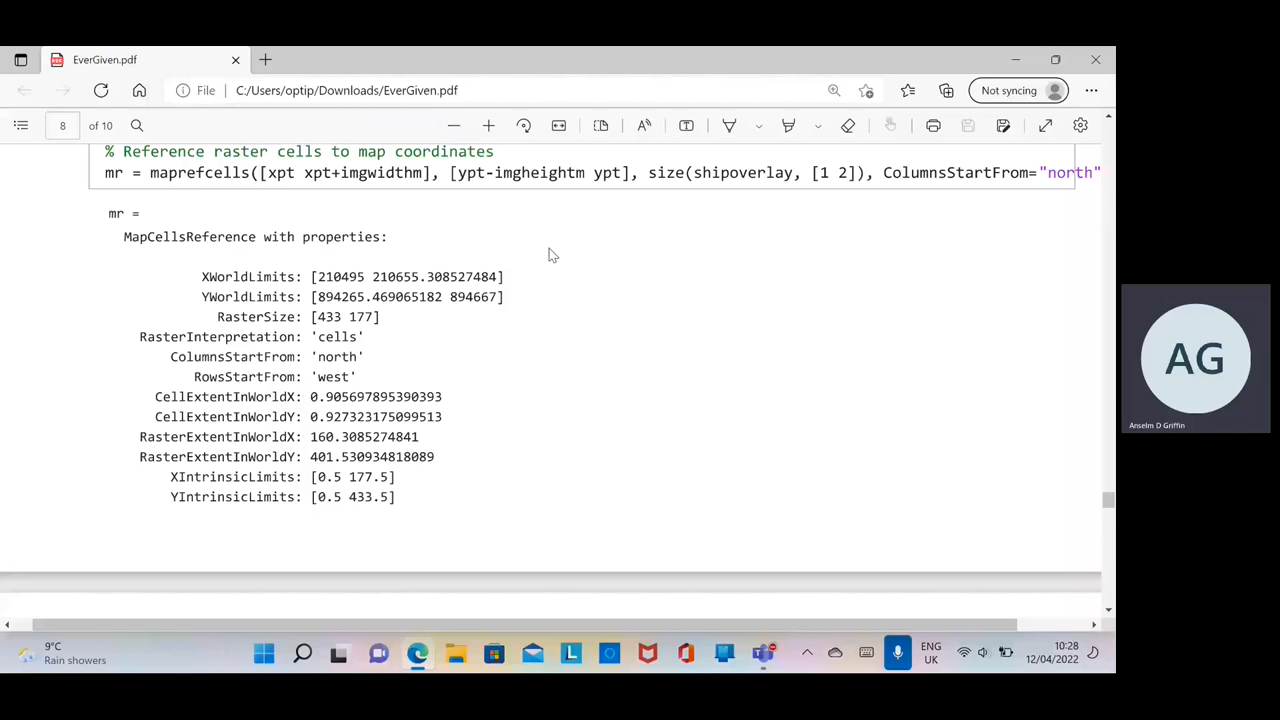 EverGiven.pdf
File C:/Users/optip/Downloads/EverGiven.pdf
Not syncing
8 of 10
% Reference raster cells to map coordinates
mr = maprefcells([xpt xpt+imgwidthm], [ypt-imgheightm ypt], size(shipoverlay, [1 2]), ColumnsStartFrom="north"
mr =
MapCellsReference with properties:
XWorldLimits: [210495 210655.308527484]
YWorldLimits: [894265.469065182 894667]
RasterSize: [433 177]
RasterInterpretation: 'cells'
ColumnsStartFrom: 'north'
RowsStartFrom: 'west'
CellExtentInWorldX: 0.905697895390393
CellExtentInWorldY: 0.927323175099513
RasterExtentInWorldX: 160.3085274841
RasterExtentInWorldY: 401.530934818089
XIntrinsicLimits: [0.5 177.5]
YIntrinsicLimits: [0.5 433.5]
AG
Anselm D Griffin
9°C
Rain showers
ENG
UK
10:28
12/04/2022